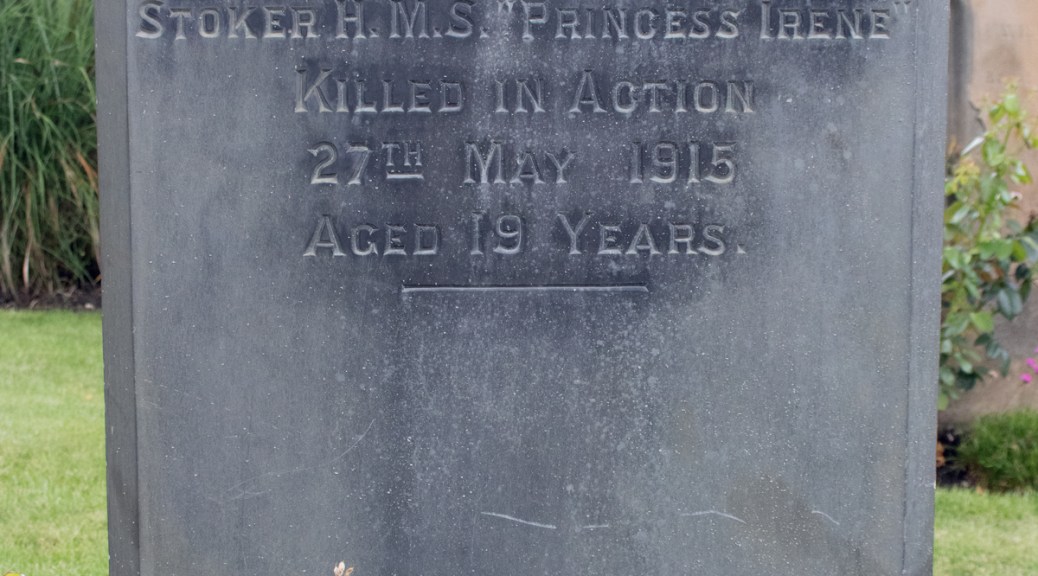 STOKER H.M.S. "PRINCESS IRENE"
KILLED IN ACTION
27TH MAY 1915
AGED 19 YEARS.